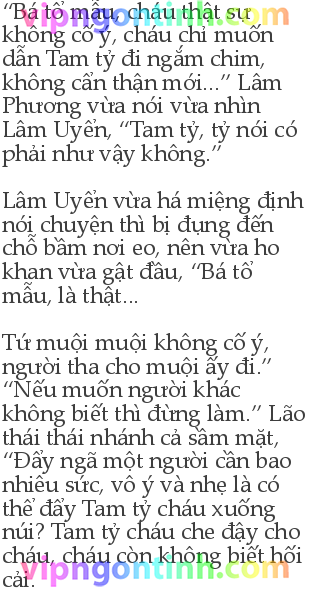 vipngontinh.com
“Bá tổ mẫu, cháu thật sự
không cố ý, cháu chỉ muốn
dẫn Tam tỷ đi ngắm chim,
không cẩn thận mới...” Lâm
Phương vừa nói vừa nhìn
Lâm Uyển, “Tam tỷ, tỷ nói có
phải như vậy không.”
Lâm Uyển vừa há miệng định
nói chuyện thì bị đụng đến
chỗ bầm noi eo, nên vừa ho
khan vừa gật đầu, “Bá tổ
mẫu, là thật...
Tứ muội muội không cố ý,
người tha cho muội ấy đi.”
“Nếu muốn người khác
không biết thì đừng làm.” Lão
thái thái nhánh cả sầm mặt,
“Đẩy ngã một người cần bao
nhiêu sức, vô ý và nhẹ là có
thể đẩy Tam tỷ cháu xuống
núi? Tam tỷ cháu che đậy cho
cháu, cháu còn không biết hối
cải.
vipngontinh.com